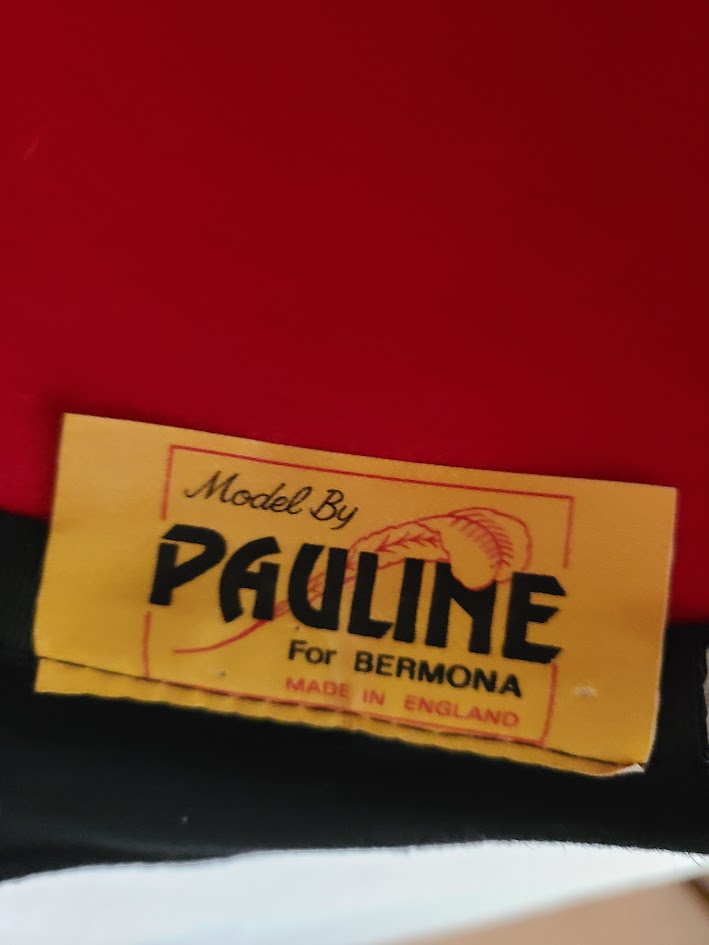 Model By
PAULINE
For BERMONA
MADE IN ENGLAND